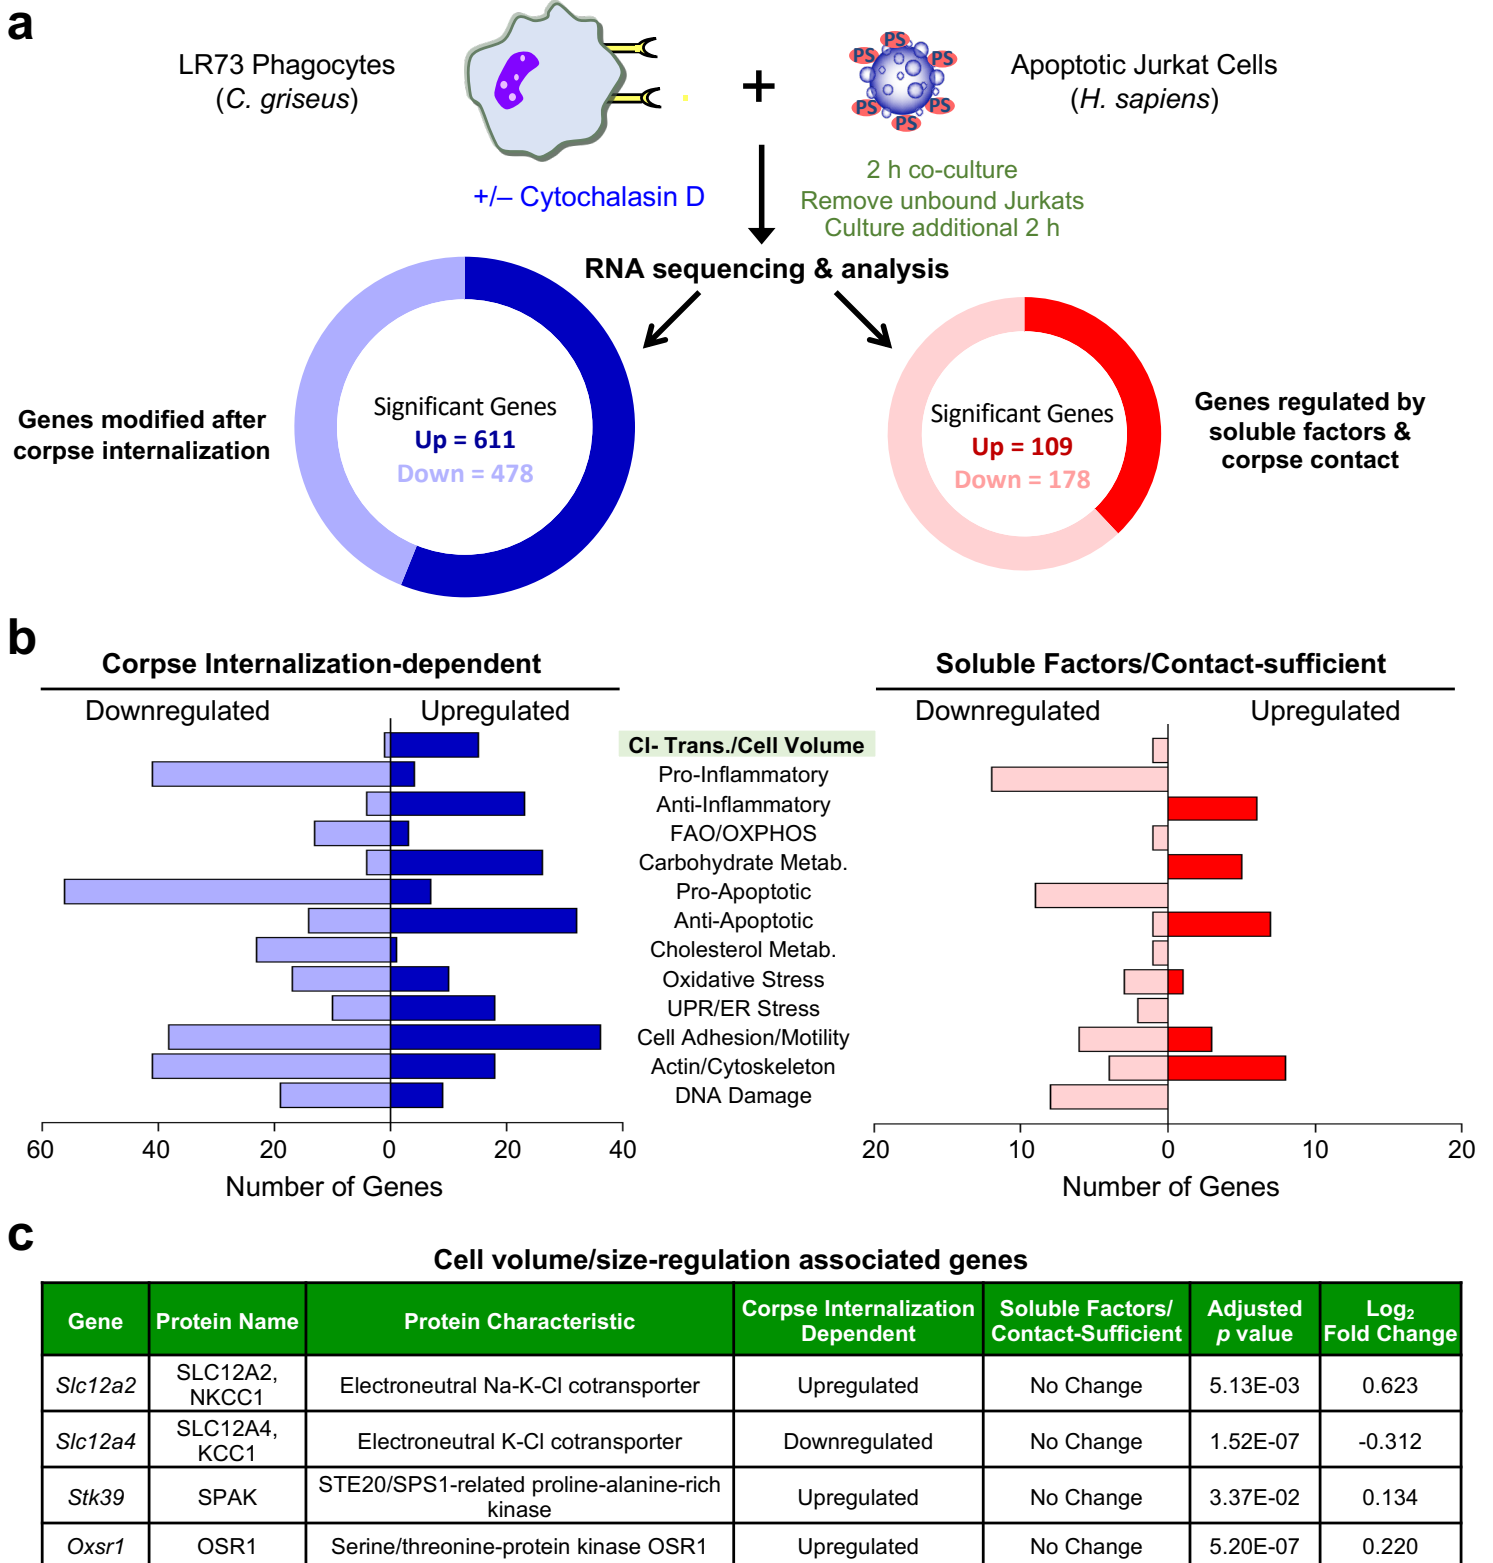 a
LR73 Phagocytes
(C. griseus)
+
PS
PS
PS
PS
PS
PS
Apoptotic Jurkat Cells
(H. sapiens)
+/– Cytochalasin D
2 h co-culture
Remove unbound Jurkats
Culture additional 2 h
RNA sequencing & analysis
Genes modified after
corpse internalization
Significant Genes
Up = 611
Down = 478
Significant Genes
Up = 109
Down = 178
Genes regulated by
soluble factors &
corpse contact
b
Corpse Internalization-dependent
Soluble Factors/Contact-sufficient
Downregulated
Upregulated
Downregulated
Upregulated
Cl- Trans./Cell Volume
Pro-Inflammatory
Anti-Inflammatory
FAO/OXPHOS
Carbohydrate Metab.
Pro-Apoptotic
Anti-Apoptotic
Cholesterol Metab.
Oxidative Stress
UPR/ER Stress
Cell Adhesion/Motility
Actin/Cytoskeleton
DNA Damage
60 40 20 0 20 40
Number of Genes
20 10 0 10 20
Number of Genes
c
Cell volume/size-regulation associated genes
Gene
Protein Name
Protein Characteristic
Corpse Internalization
Dependent
Soluble Factors/
Contact-Sufficient
Adjusted
p value
Log2
Fold Change
Slc12a2
SLC12A2,
NKCC1
Electroneutral Na-K-Cl cotransporter
Upregulated
No Change
5.13E-03
0.623
Slc12a4
SLC12A4,
KCC1
Electroneutral K-Cl cotransporter
Downregulated
No Change
1.52E-07
-0.312
Stk39
SPAK
STE20/SPS1-related proline-alanine-rich
kinase
Upregulated
No Change
3.37E-02
0.134
Oxsr1
OSR1
Serine/threonine-protein kinase OSR1
Upregulated
No Change
5.20E-07
0.220